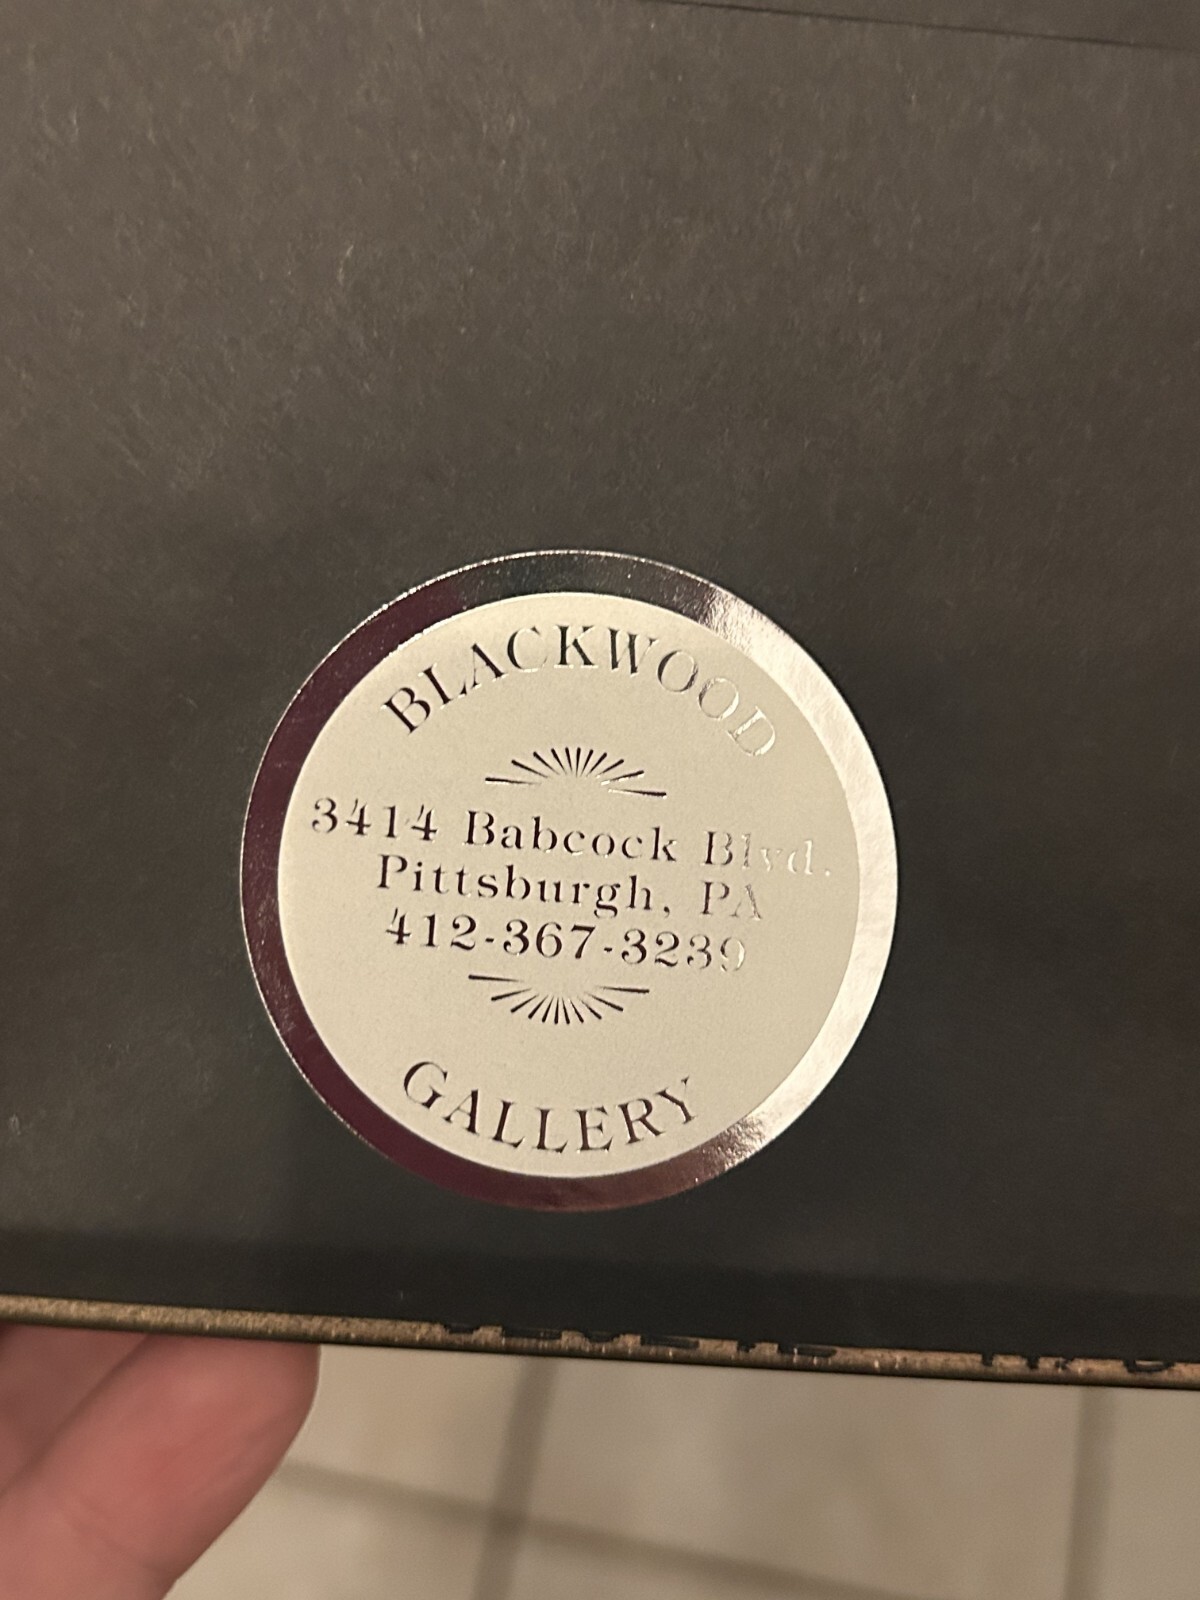 BLACKWOOD
3414 Babcock Blvd.
Pittsburgh, PA
412-367-3239
GALLERY